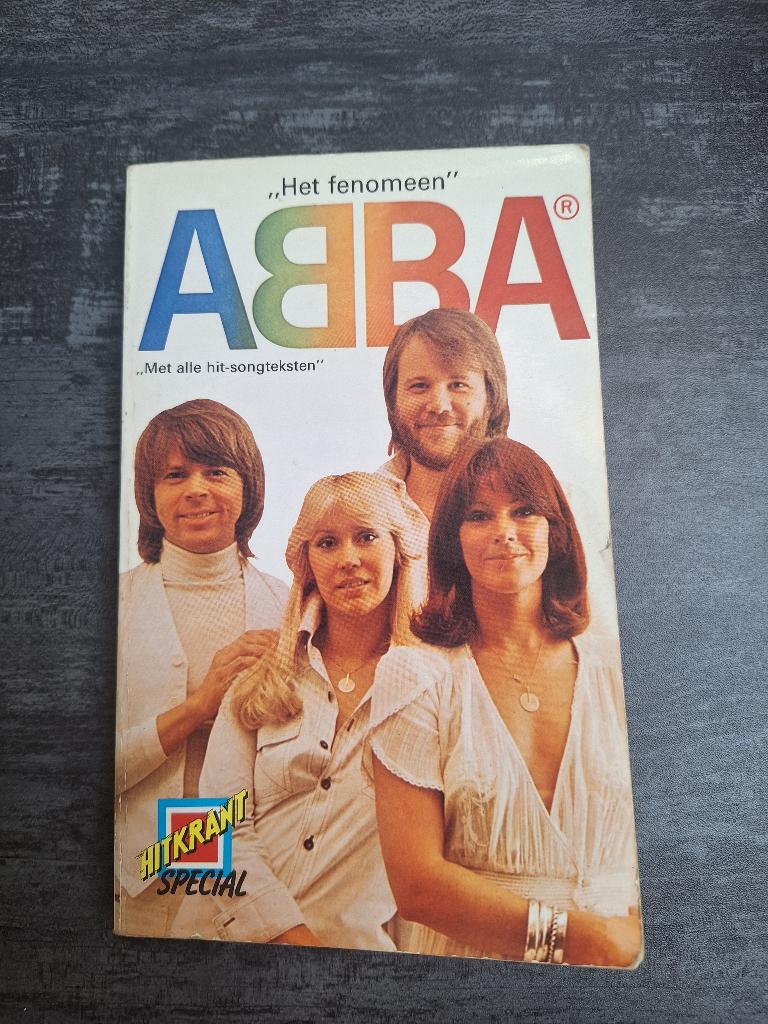 „Het fenomeen”
ABBA®
„Met alle hit-songteksten”
HITKRANT
SPECIAL